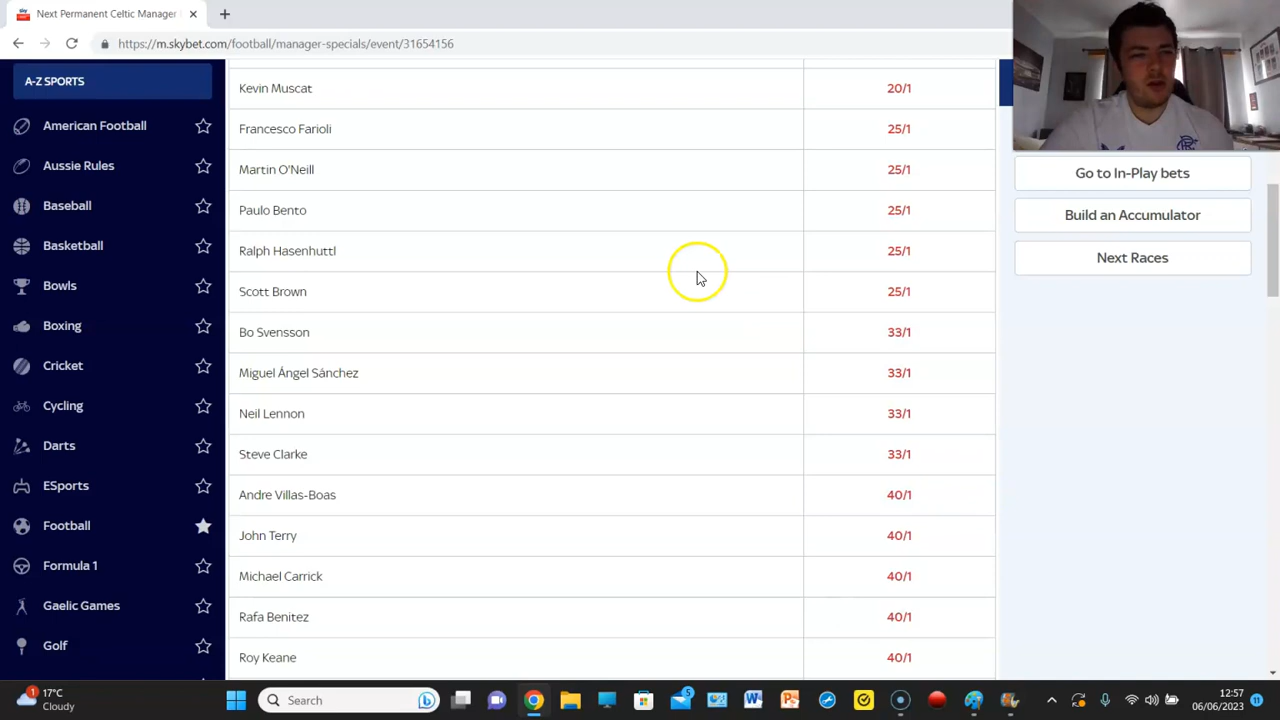 Next Permanent Celtic Manager
https://m.skybet.com/football/manager-specials/event/31654156
A-Z SPORTS
American Football
Aussie Rules
Baseball
Basketball
Bowls
Boxing
Cricket
Cycling
Darts
ESports
Football
Formula 1
Gaelic Games
Golf
Kevin Muscat 20/1
Francesco Farioli 25/1
Martin O'Neill 25/1
Paulo Bento 25/1
Ralph Hasenhuttl 25/1
Scott Brown 25/1
Bo Svensson 33/1
Miguel Ángel Sánchez 33/1
Neil Lennon 33/1
Steve Clarke 33/1
Andre Villas-Boas 40/1
John Terry 40/1
Michael Carrick 40/1
Rafa Benitez 40/1
Roy Keane 40/1
Go to In-Play bets
Build an Accumulator
Next Races
1
17°C
Cloudy
Search
5
12:57
06/06/2023